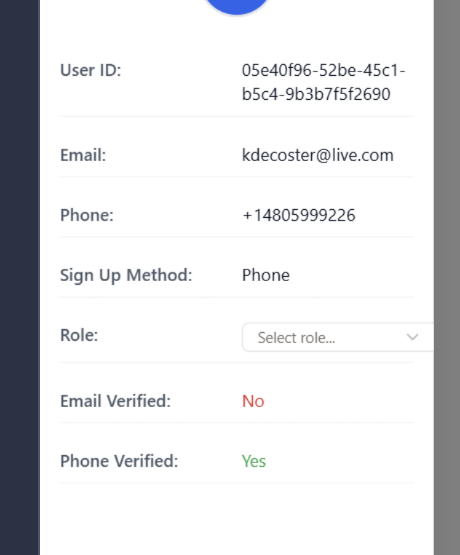 User ID:
05e40f96-52be-45c1-
b5c4-9b3b7f5f2690
Email:
kdecoster@live.com
Phone:
+14805999226
Sign Up Method:
Phone
Role:
Select role...
Email Verified:
No
Phone Verified:
Yes